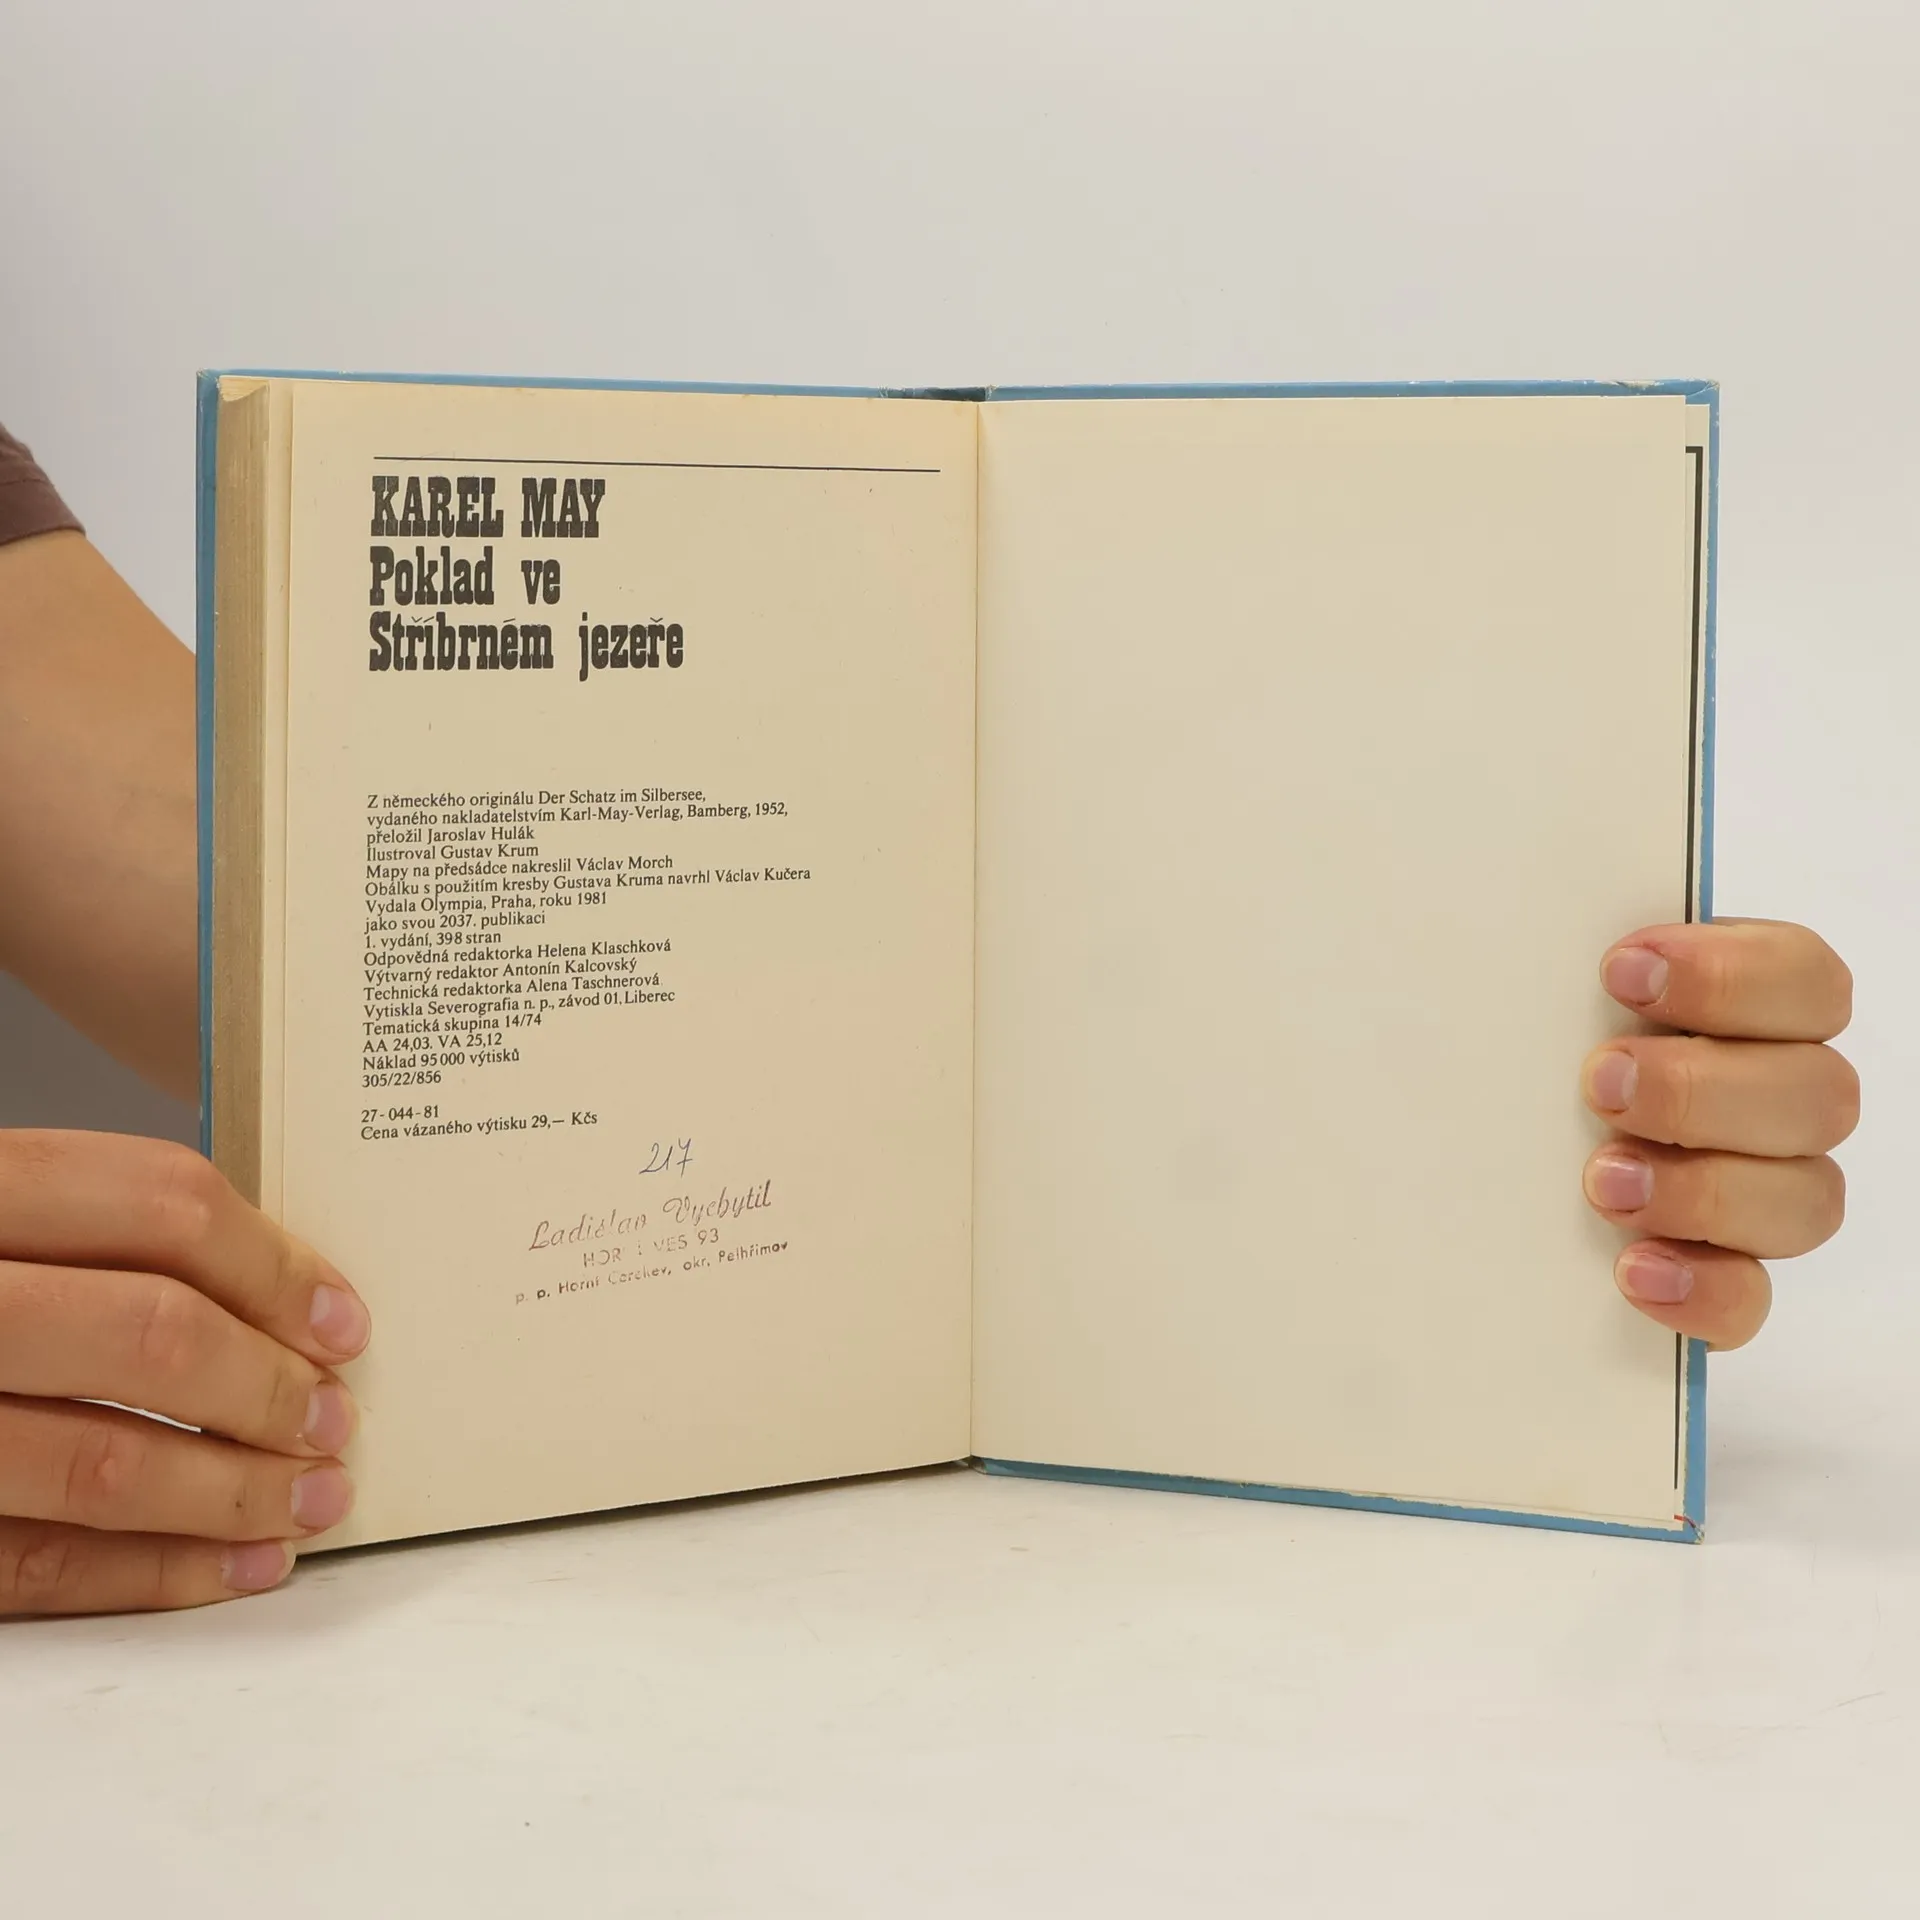 KAREL MAY
Poklad ve
Stříbrném jezeře
Z německého originálu Der Schatz im Silbersee,
vydaného nakladatelstvím Karl-May-Verlag, Bamberg, 1952,
přeložil Jaroslav Hulák
Ilustroval Gustav Krum
Mapy na předsádce nakreslil Václav Morch
Obálku s použitím kresby Gustava Kruma navrhl Václav Kučera
Vydala Olympia, Praha, roku 1981
jako svou 2037. publikaci
1. vydání, 398 stran
Odpovědná redaktorka Helena Klaschková
Výtvarný redaktor Antonín Kalcovský
Technická redaktorka Alena Taschnerová
Vytiskla Severografia n. p., závod 01, Liberec
Tematická skupina 14/74
AA 24,03. VA 25,12
Náklad 95 000 výtisků
305/22/856
27-044-81
Cena vázaného výtisku 29,— Kčs
217
Ladislav Vychytil
VES 93
p. p. Horní Cerekev, okr. Pelhřimov